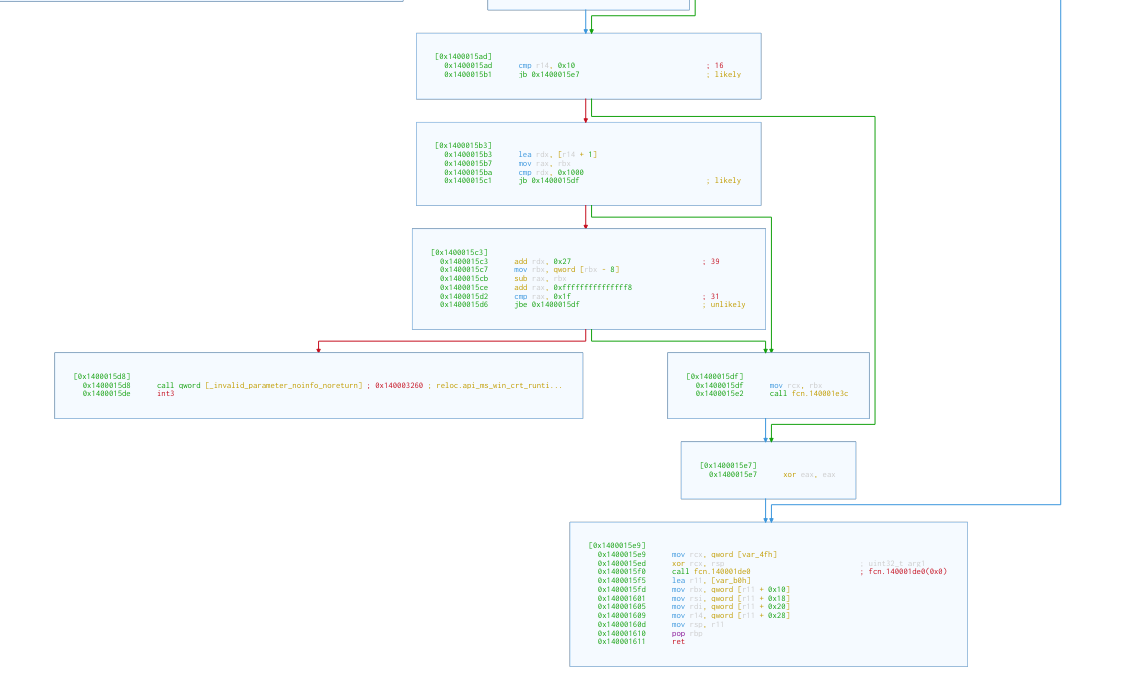 [0x1400015ad]
0x1400015ad cmp r14, 0x10 ; 16
0x1400015b1 jb 0x1400015e7 ; likely
[0x1400015b3]
0x1400015b3 lea rdx, [r14 + 1]
0x1400015b7 mov rax, rbx
0x1400015ba cmp rdx, 0x1000
0x1400015c1 jb 0x1400015df ; likely
[0x1400015c3]
0x1400015c3 add rdx, 0x27 ; 39
0x1400015c7 mov rbx, qword [rbx - 8]
0x1400015cb sub rax, rbx
0x1400015ce add rax, 0xfffffffffffffff8
0x1400015d2 cmp rax, 0x1f ; 31
0x1400015d6 jbe 0x1400015df ; unlikely
[0x1400015d8]
0x1400015d8 call qword [_invalid_parameter_noinfo_noreturn] ; 0x140003260 ; reloc.api_ms_win_crt_runti...
0x1400015de int3
[0x1400015df]
0x1400015df mov rcx, rbx
0x1400015e2 call fcn.140001e3c
[0x1400015e7]
0x1400015e7 xor eax, eax
[0x1400015e9]
0x1400015e9 mov rcx, qword [var_4fh]
0x1400015ed xor rcx, rsp ; uint32_t arg1
0x1400015f0 call fcn.140001de0 ; fcn.140001de0(0x0)
0x1400015f5 lea r11, [var_b0h]
0x1400015fd mov rbx, qword [r11 + 0x10]
0x140001601 mov rsi, qword [r11 + 0x18]
0x140001605 mov rdi, qword [r11 + 0x20]
0x140001609 mov r14, qword [r11 + 0x28]
0x14000160d mov rsp, r11
0x140001610 pop rbp
0x140001611 ret